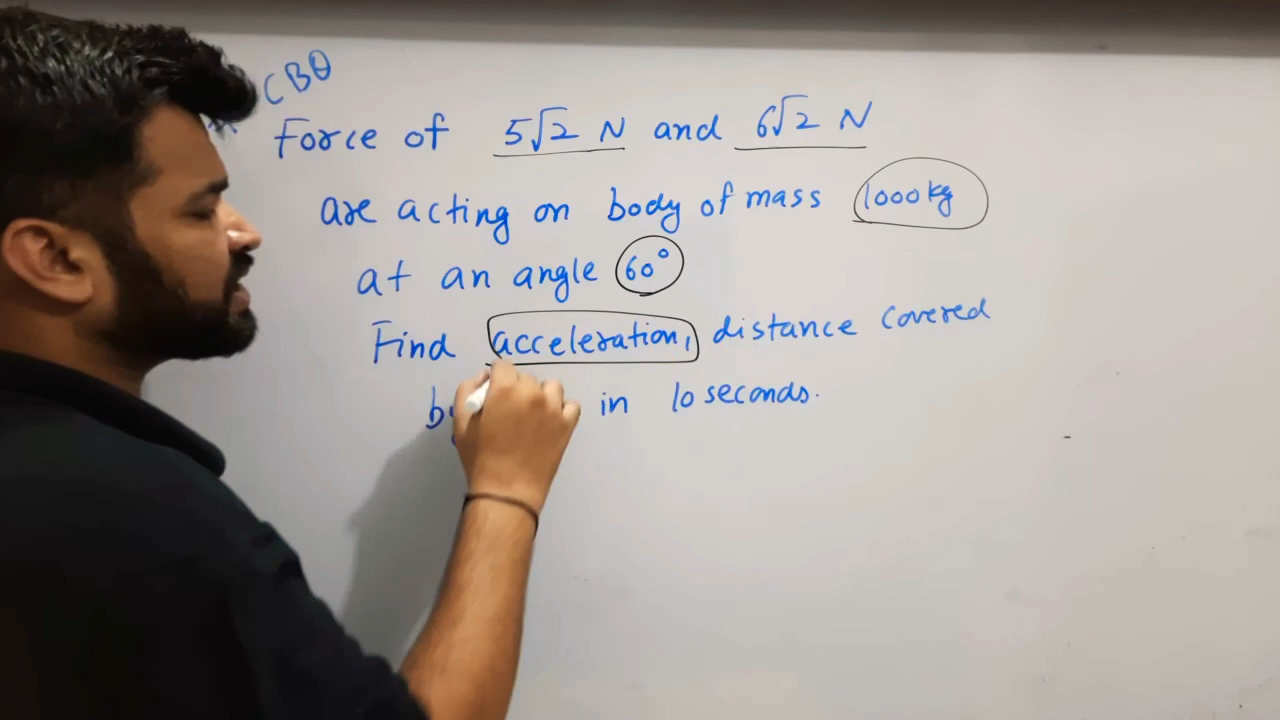 CBQ
Force of 5√2 N and 6√2 N
are acting on body of mass 1000kg
at an angle 60°
Find acceleration, distance covered
in 10 seconds.